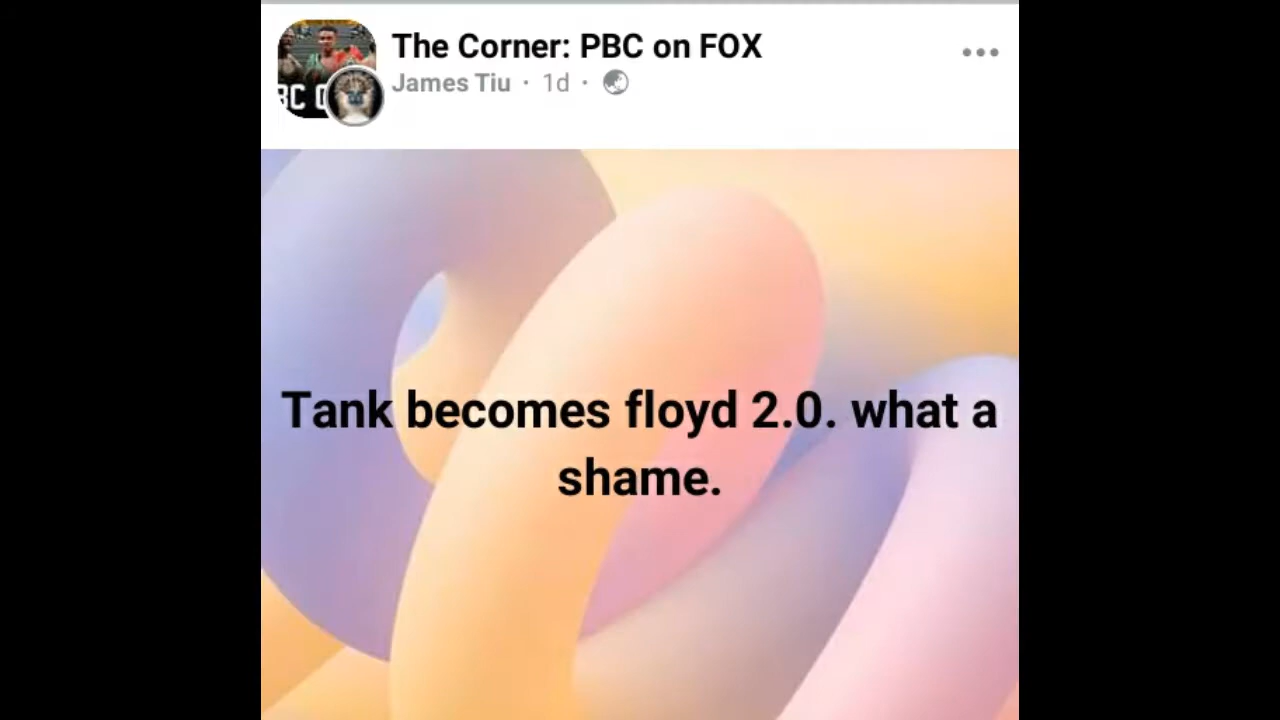 The Corner: PBC on FOX
James Tiu · 1d ·
Tank becomes floyd 2.0. what a
shame.